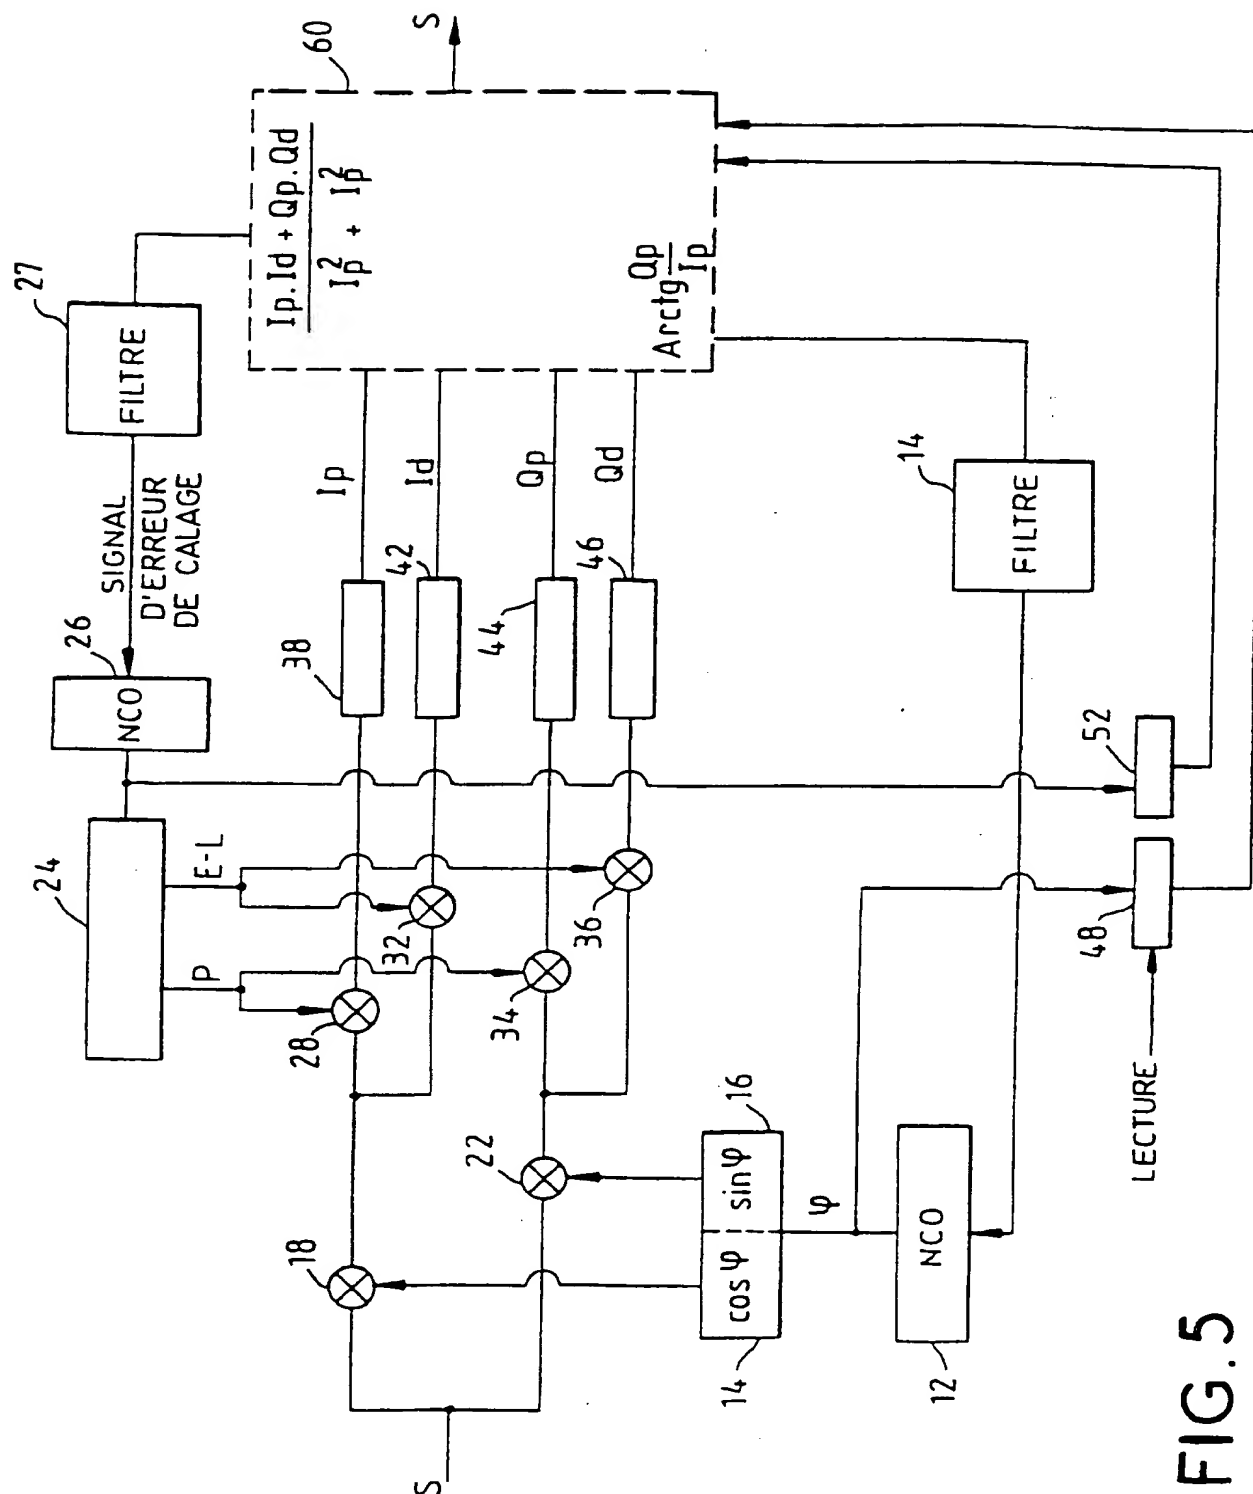 S
60
Ip.Id + Qp.Qd
Ip² + Ip²
Arctg Qp
Ip
27
FILTRE
SIGNAL
D'ERREUR
DE CALAGE
26
NCO
24
E-L
P
Ip
Id
Qp
Qd
38
42
44
46
28
32
34
36
14
FILTRE
52
48
LECTURE
18
22
cos φ
sin φ
16
14
φ
NCO
12
S
FIG. 5